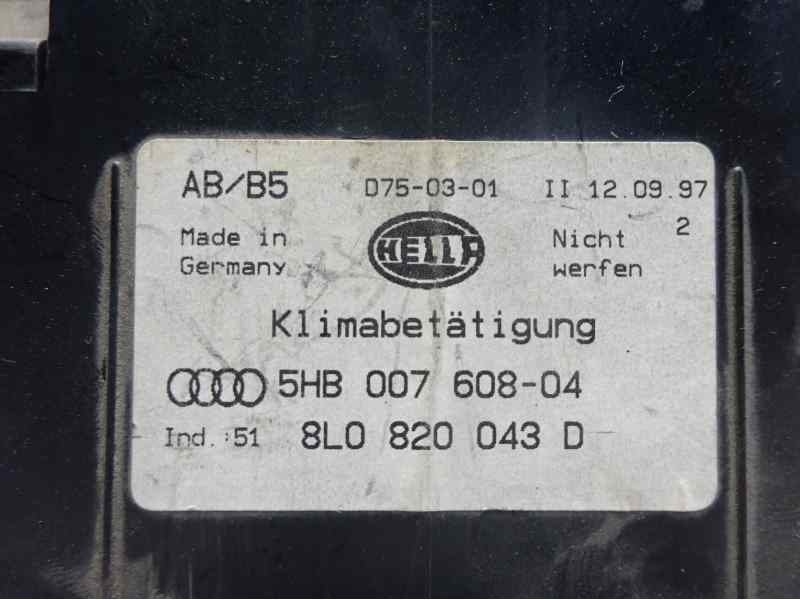 AB/B5 D75-03-01 II 12.09.97
Made in HELLA Nicht 2
Germany werfen
Klimabetätigung
5HB 007 608-04
Ind.:51 8L0 820 043 D